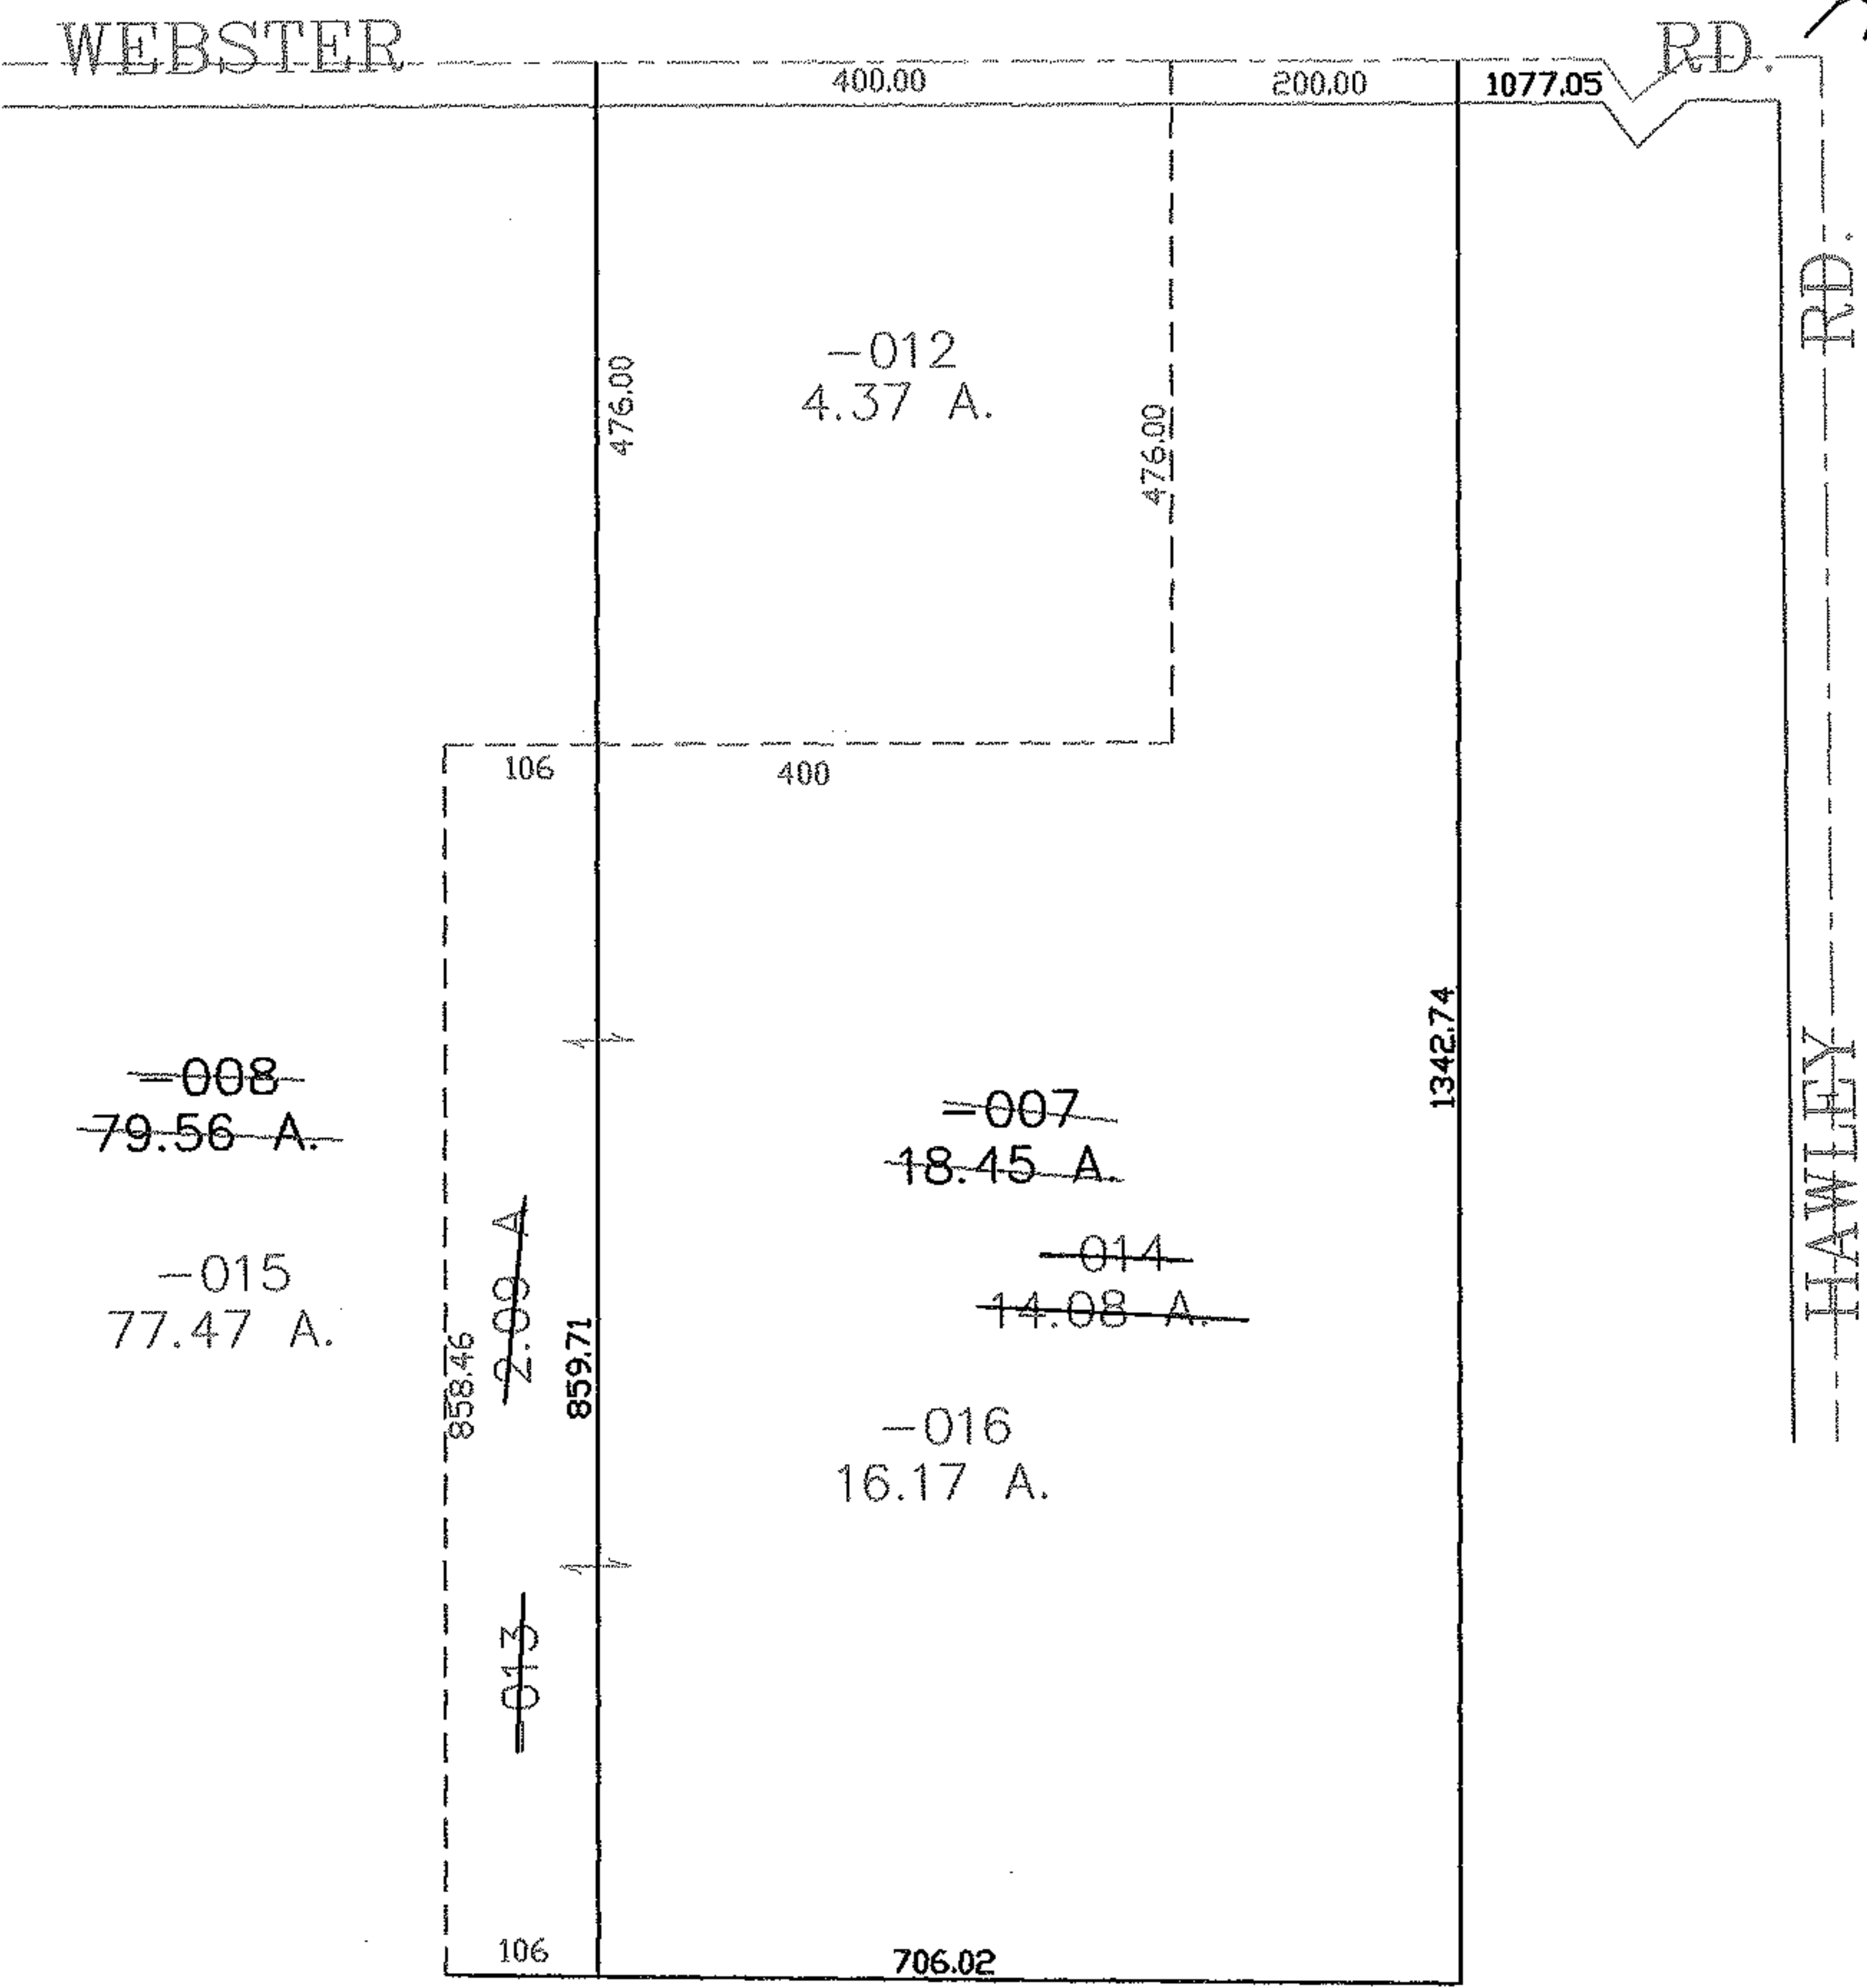 WEBSTER RD.
400.00 200.00 1077.05
RD.
HAWLEY
-012
4.37 A.
476.00
476.00
106
400
-008
79.56 A.
-015
77.47 A.
858.46
2.09 A
-013
859.71
-007
18.45 A.
014
14.08 A.
-016
16.17 A.
1342.74
106
706.02